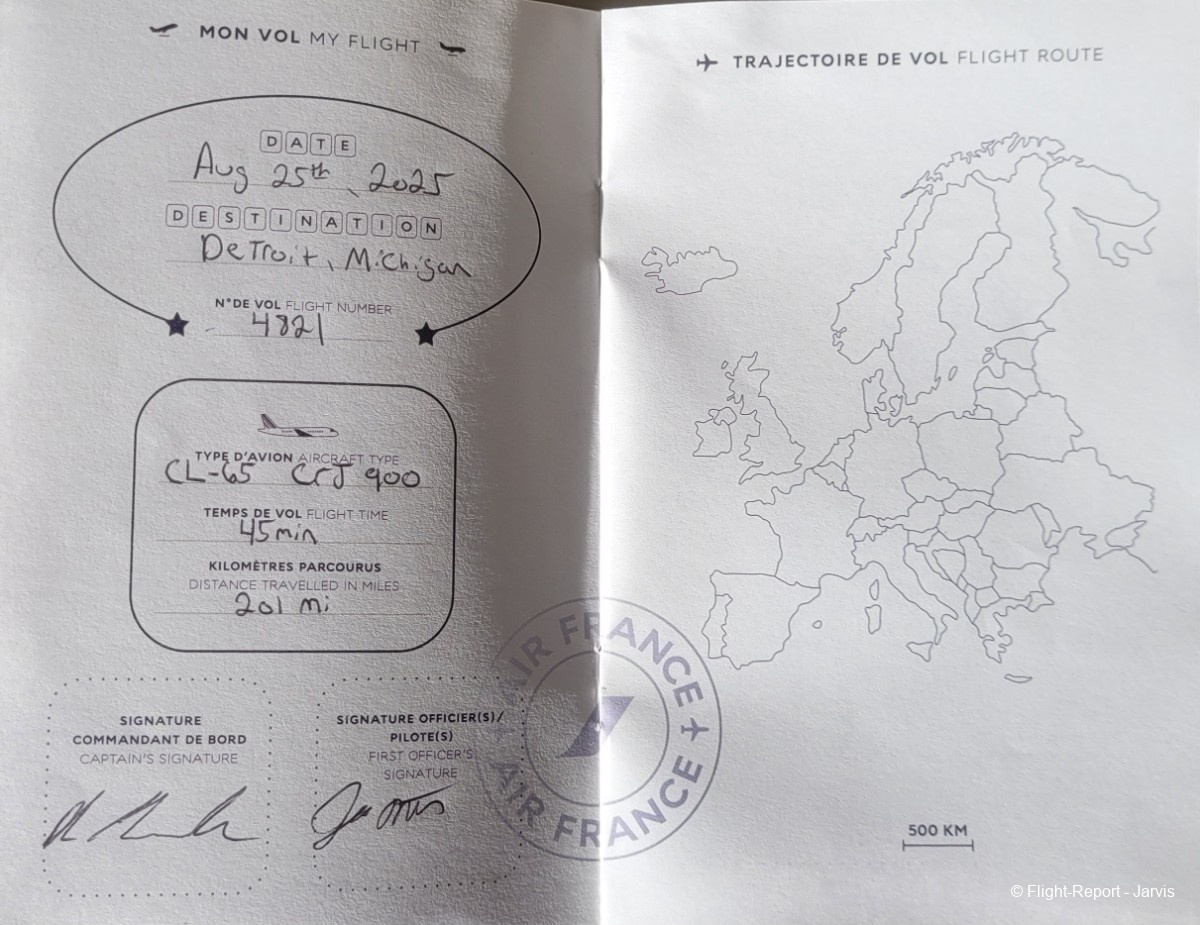 MON VOL MY FLIGHT
DATE
Aug 25th, 2025
DESTINATION
Detroit, Michigan
N°DE VOL FLIGHT NUMBER
4821
TYPE D'AVION AIRCRAFT TYPE
CL-65 CrJ 900
TEMPS DE VOL FLIGHT TIME
45min
KILOMÈTRES PARCOURUS
DISTANCE TRAVELLED IN MILES
201 mi
SIGNATURE
COMMANDANT DE BORD
CAPTAIN'S SIGNATURE
SIGNATURE OFFICIER(S)/
PILOTE(S)
FIRST OFFICER'S
SIGNATURE
AIR FRANCE
AIR FRANCE
TRAJECTOIRE DE VOL FLIGHT ROUTE
500 KM
© Flight-Report - Jarvis